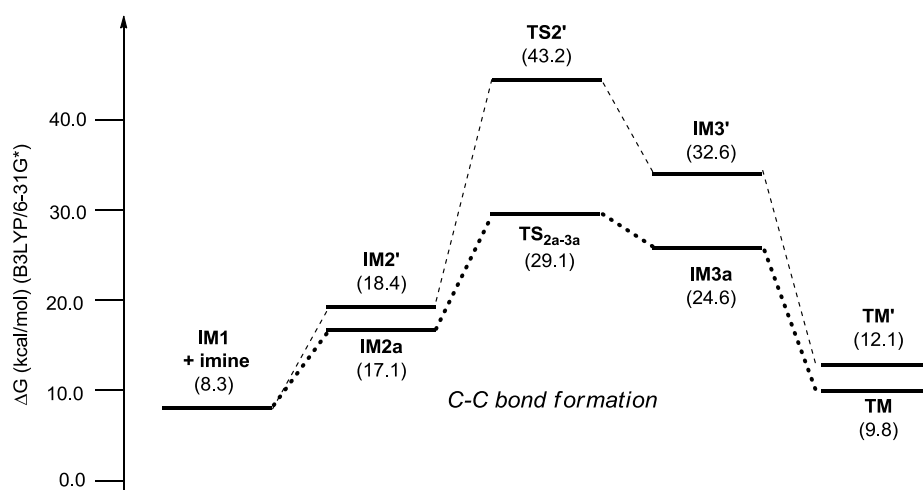 TS2'
(43.2)
40.0
IM3'
(32.6)
30.0
TS2a-3a
(29.1)
IM2'
(18.4)
IM3a
(24.6)
20.0
IM1
+ imine
(8.3)
IM2a
(17.1)
TM'
(12.1)
10.0
C-C bond formation
TM
(9.8)
0.0
ΔG (kcal/mol) (B3LYP/6-31G*)